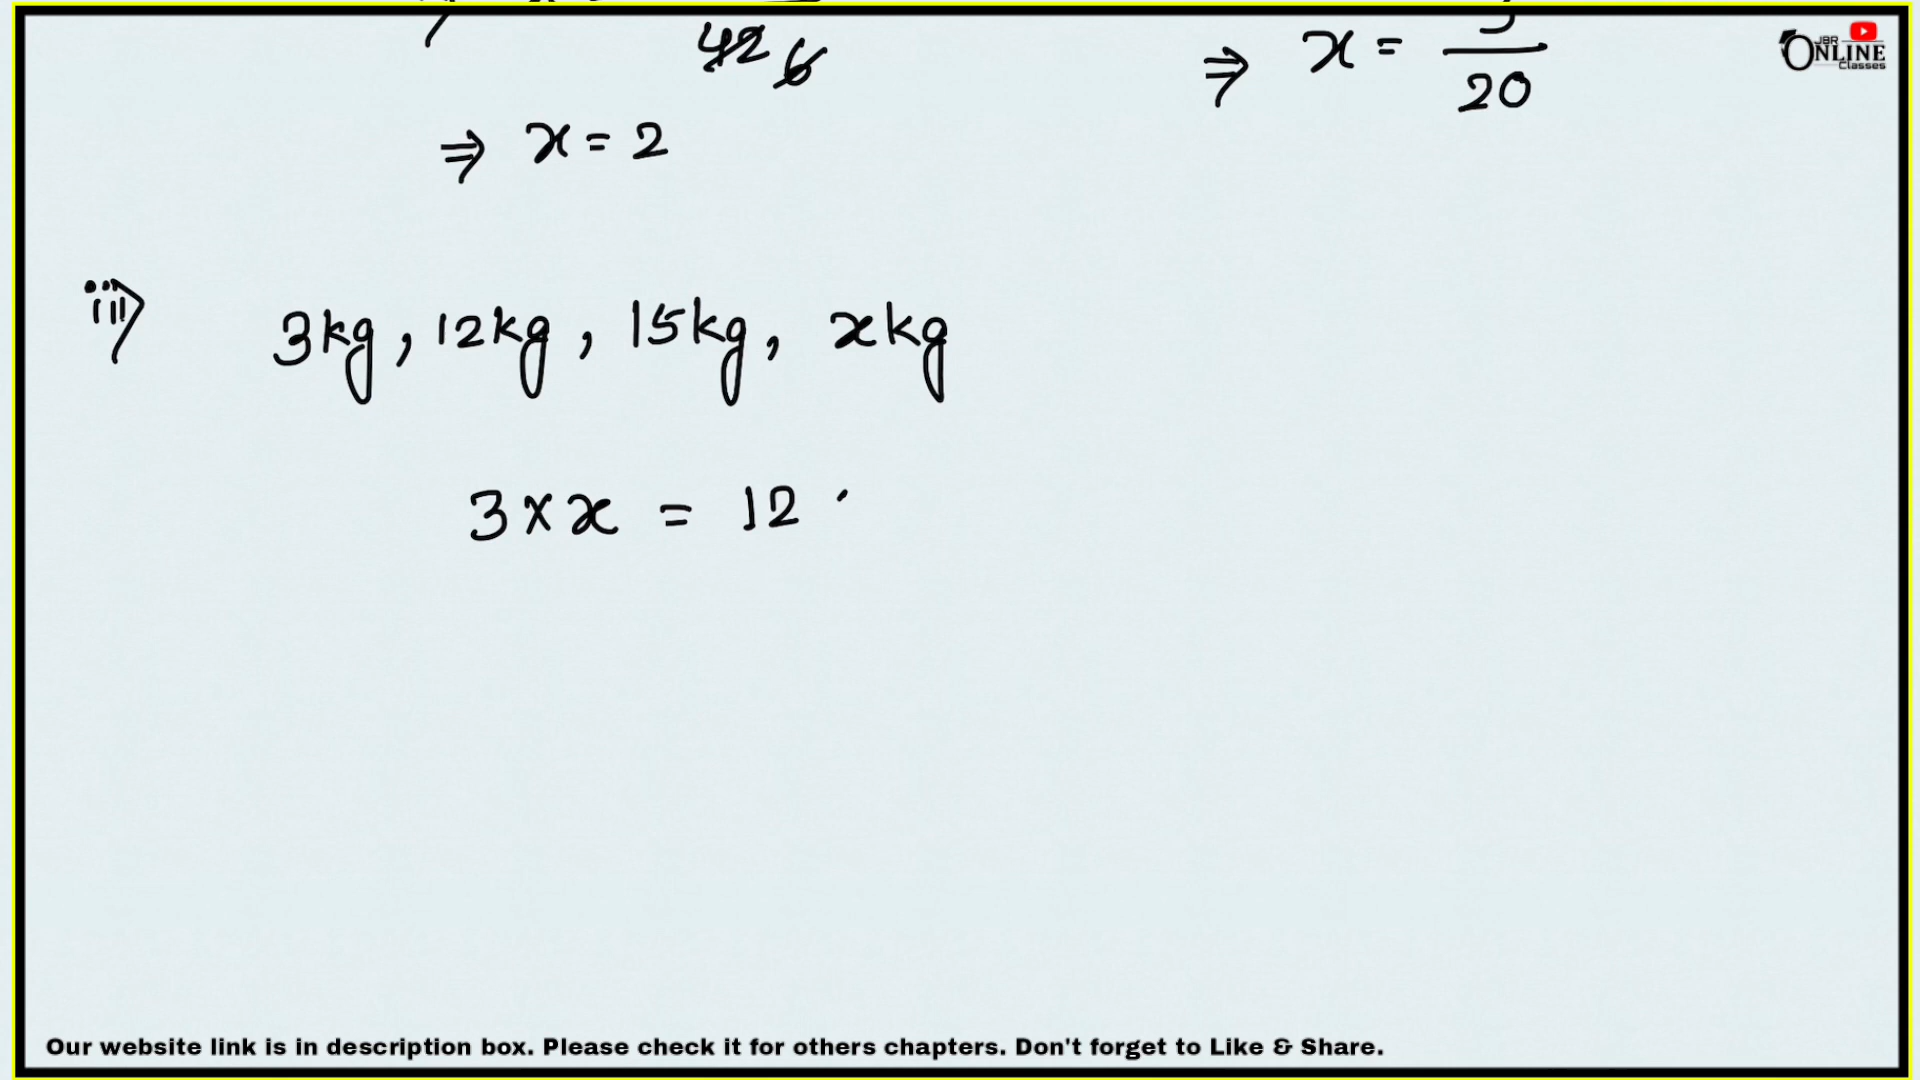 42 6
⇒ x = 2
⇒ x = /20
JBR ONLINE Classes
iii) 3kg, 12kg, 15kg, xkg
3 × x = 12
Our website link is in description box. Please check it for others chapters. Don't forget to Like & Share.